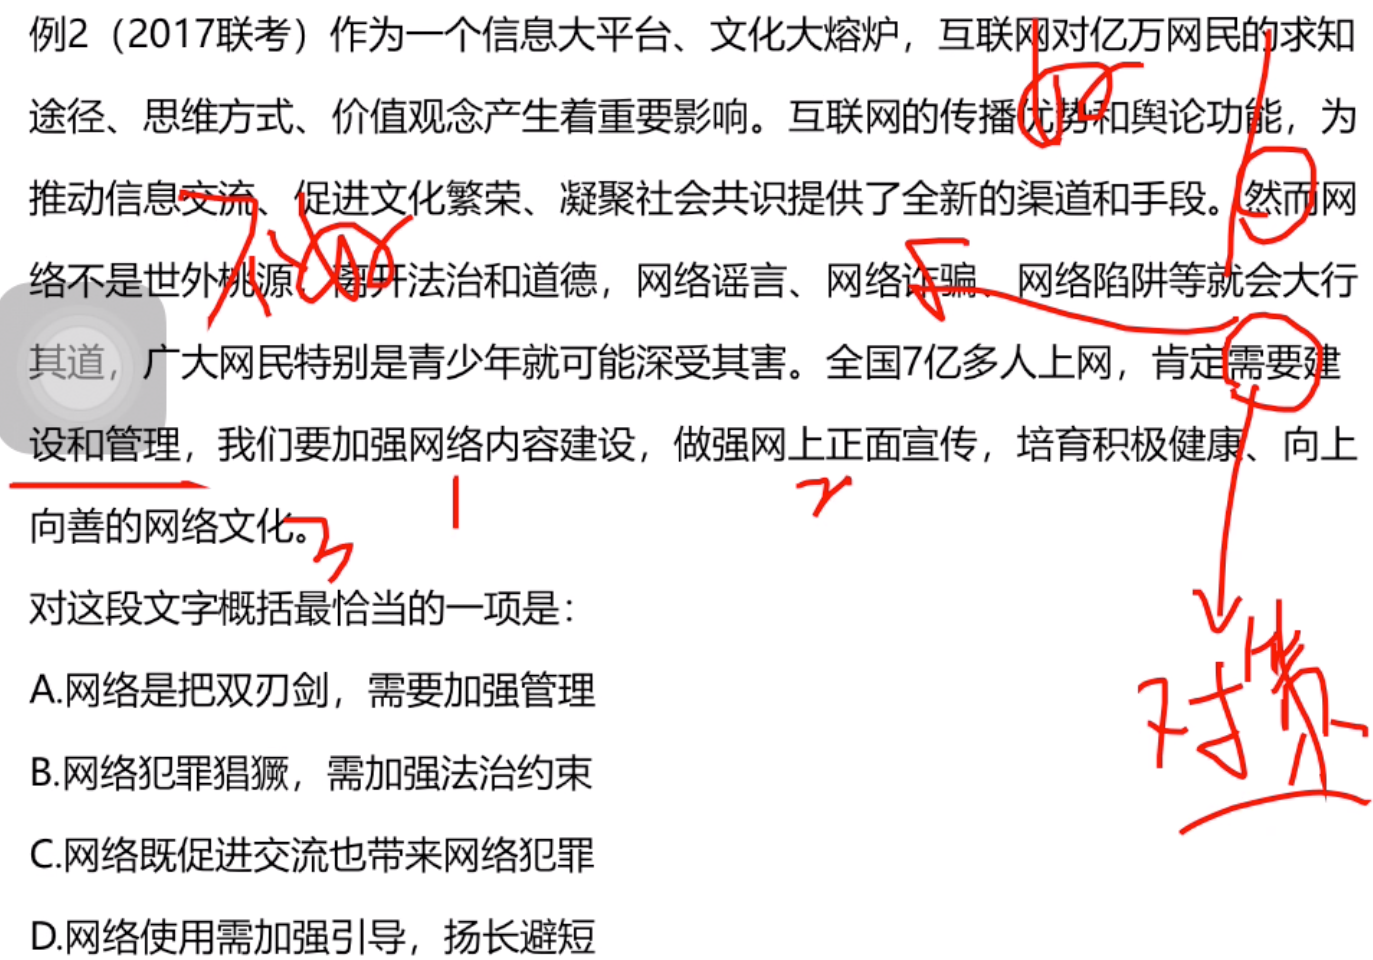 例2（2017联考）作为一个信息大平台、文化大熔炉，互联网对亿万网民的求知
途径、思维方式、价值观念产生着重要影响。互联网的传播优势和舆论功能，为
推动信息交流、促进文化繁荣、凝聚社会共识提供了全新的渠道和手段。然而网
络不是世外桃源，离开法治和道德，网络谣言、网络诈骗、网络陷阱等就会大行
其道，广大网民特别是青少年就可能深受其害。全国7亿多人上网，肯定需要建
设和管理，我们要加强网络内容建设，做强网上正面宣传，培育积极健康、向上
1 2
向善的网络文化。
3
对这段文字概括最恰当的一项是：
A.网络是把双刃剑，需要加强管理
对策
B.网络犯罪猖獗，需加强法治约束
C.网络既促进交流也带来网络犯罪
D.网络使用需加强引导，扬长避短